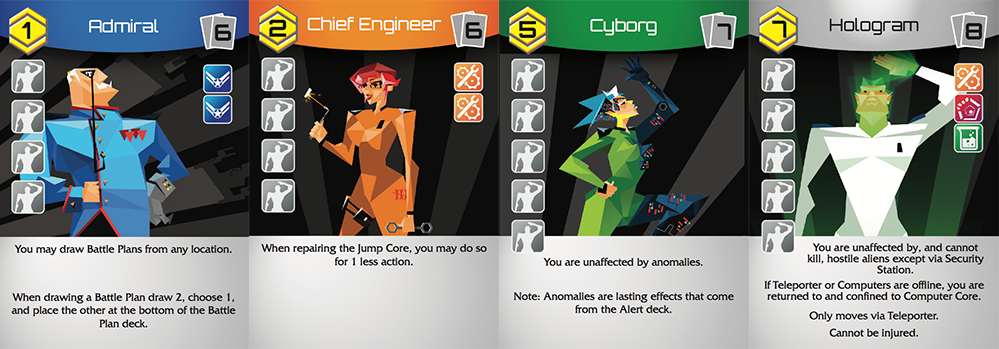 1
Admiral
6
You may draw Battle Plans from any location.
When drawing a Battle Plan draw 2, choose 1,
and place the other at the bottom of the Battle
Plan deck.
2
Chief Engineer
6
When repairing the Jump Core, you may do so
for 1 less action.
5
Cyborg
7
You are unaffected by anomalies.
Note: Anomalies are lasting effects that come
from the Alert deck.
7
Hologram
8
You are unaffected by, and cannot
kill, hostile aliens except via Security
Station.
If Teleporter or Computers are offline, you are
returned to and confined to Computer Core.
Only moves via Teleporter.
Cannot be injured.